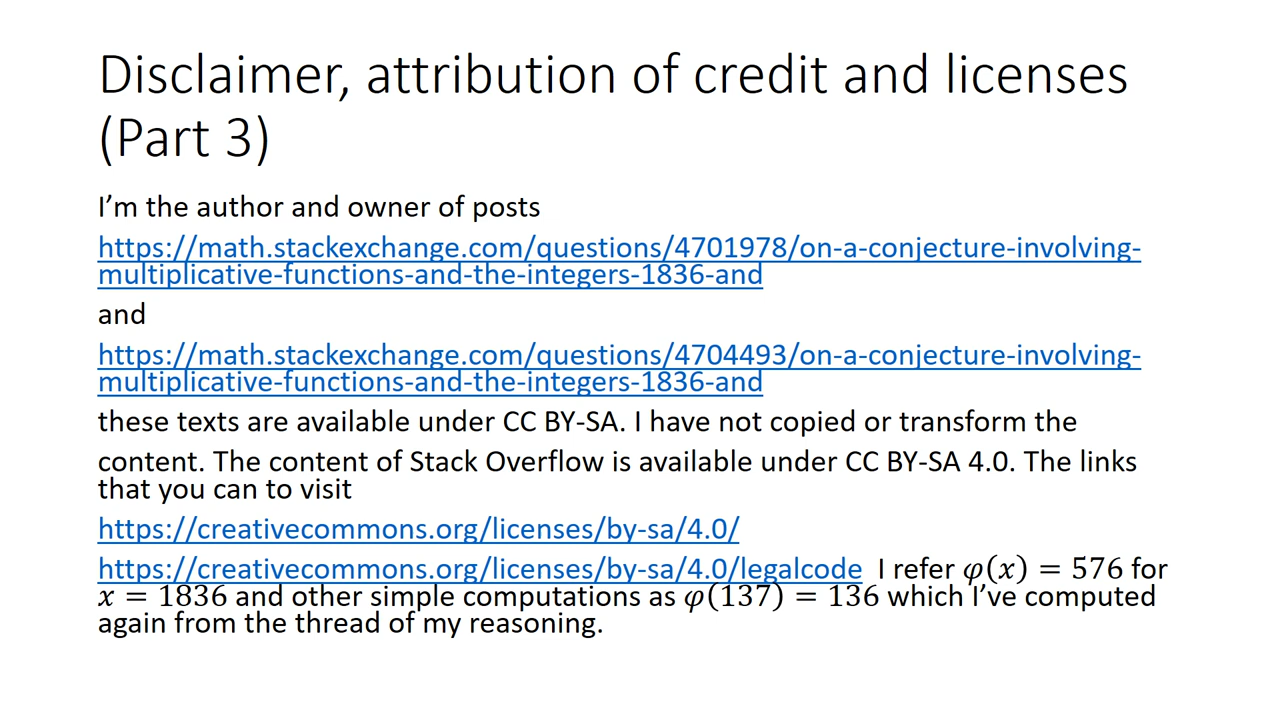 Disclaimer, attribution of credit and licenses
(Part 3)
I’m the author and owner of posts
https://math.stackexchange.com/questions/4701978/on-a-conjecture-involving-
multiplicative-functions-and-the-integers-1836-and
and
https://math.stackexchange.com/questions/4704493/on-a-conjecture-involving-
multiplicative-functions-and-the-integers-1836-and
these texts are available under CC BY-SA. I have not copied or transform the
content. The content of Stack Overflow is available under CC BY-SA 4.0. The links
that you can to visit
https://creativecommons.org/licenses/by-sa/4.0/
https://creativecommons.org/licenses/by-sa/4.0/legalcode I refer 𝜑(𝑥) = 576 for
𝑥 = 1836 and other simple computations as 𝜑(137) = 136 which I’ve computed
again from the thread of my reasoning.